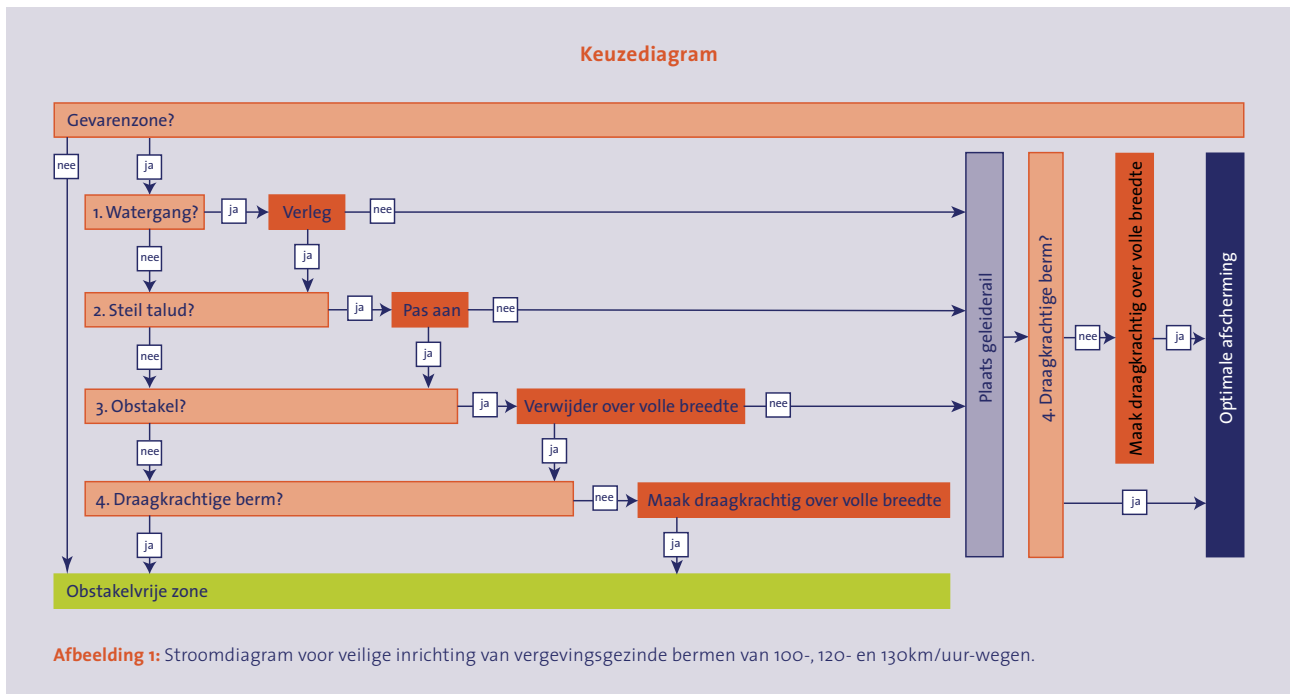 Keuzediagram
Gevarenzone?
nee
ja
1. Watergang?
ja
Verleg
nee
nee
ja
2. Steil talud?
ja
Pas aan
nee
nee
ja
3. Obstakel?
ja
Verwijder over volle breedte
nee
nee
ja
4. Draagkrachtige berm?
nee
Maak draagkrachtig over volle breedte
ja
ja
Obstakelvrije zone
Plaats geleiderail
4. Draagkrachtige berm?
nee
Maak draagkrachtig over volle breedte
ja
ja
Optimale afscherming
Afbeelding 1: Stroomdiagram voor veilige inrichting van vergevingsgezinde bermen van 100-, 120- en 130km/uur-wegen.